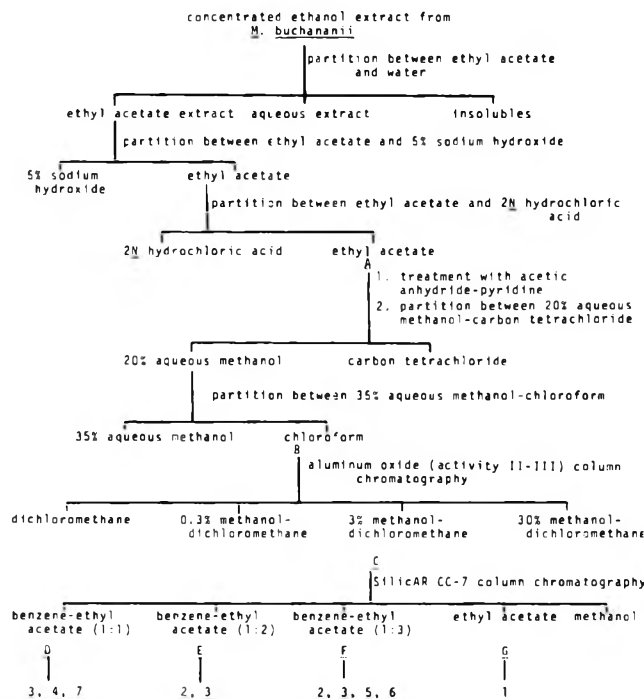 concentrated ethanol extract from
M. buchananii
partition between ethyl acetate
and water
ethyl acetate extract aqueous extract insolubles
partition between ethyl acetate and 5% sodium hydroxide
5% sodium
hydroxide
ethyl acetate
partition between ethyl acetate and 2N hydrochloric
acid
2N hydrochloric acid ethyl acetate
A
1. treatment with acetic
anhydride-pyridine
2. partition between 20% aqueous
methanol-carbon tetrachloride
20% aqueous methanol carbon tetrachloride
partition between 35% aqueous methanol-chloroform
35% aqueous methanol chloroform
B
aluminum oxide (activity II-III) column
chromatography
dichloromethane 0.3% methanol- 3% methanol- 30% methanol-
dichloromethane dichloromethane dichloromethane
C
SilicAR CC-7 column chromatography
benzene-ethyl benzene-ethyl benzene-ethyl ethyl acetate methanol
acetate (1:1) acetate (1:2) acetate (1:3)
D E F G
3, 4, 7 2, 3 2, 3, 5, 6 1